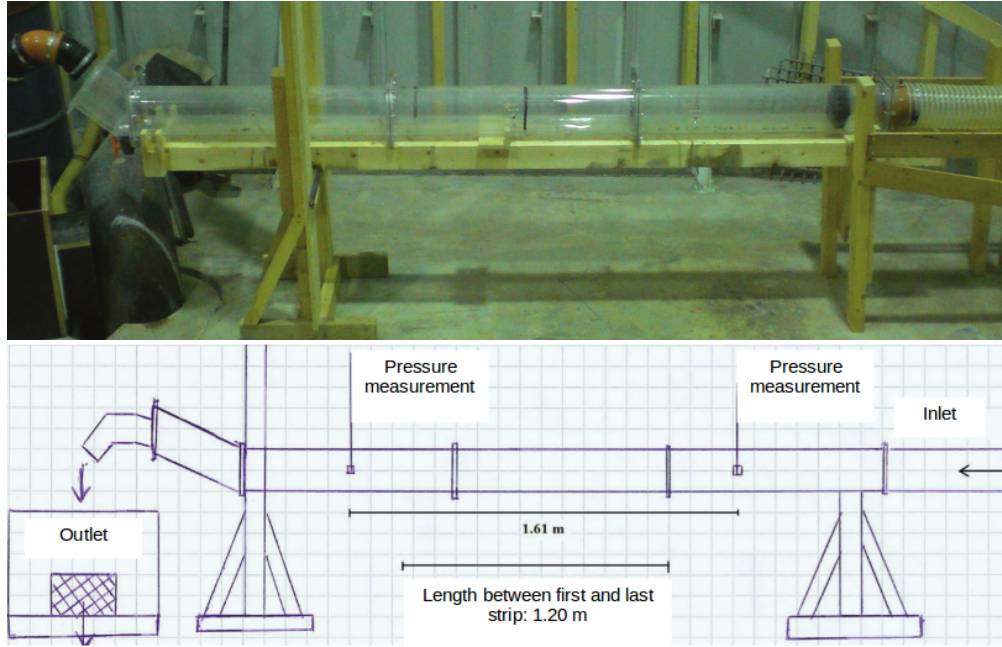 Pressure
measurement
Pressure
measurement
Inlet
1.61 m
Outlet
Length between first and last
strip: 1.20 m